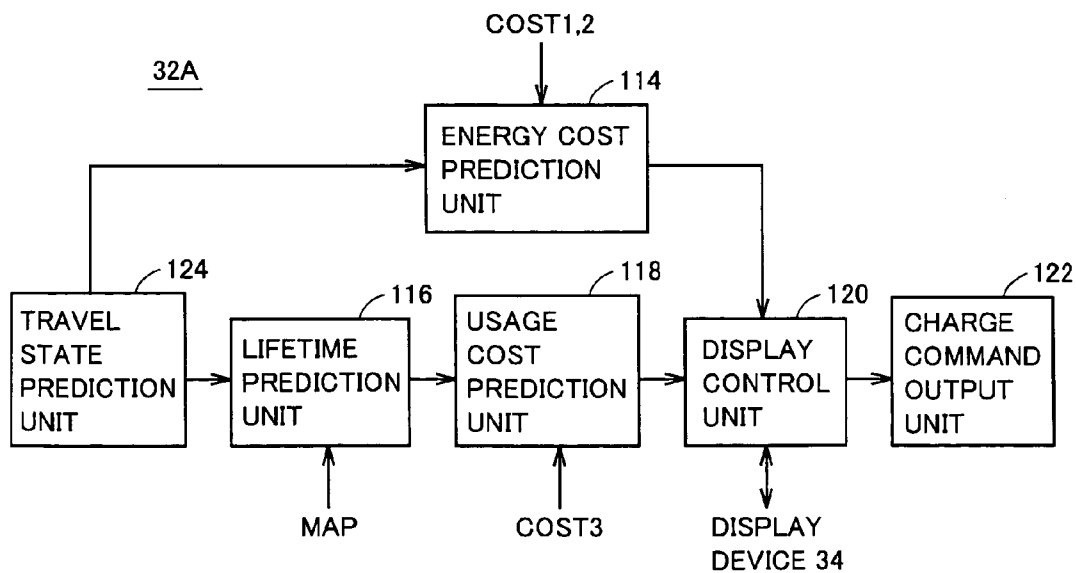 COST1,2
32A
114
ENERGY COST
PREDICTION
UNIT
124
TRAVEL
STATE
PREDICTION
UNIT
116
LIFETIME
PREDICTION
UNIT
118
USAGE
COST
PREDICTION
UNIT
120
DISPLAY
CONTROL
UNIT
122
CHARGE
COMMAND
OUTPUT
UNIT
MAP
COST3
DISPLAY
DEVICE 34